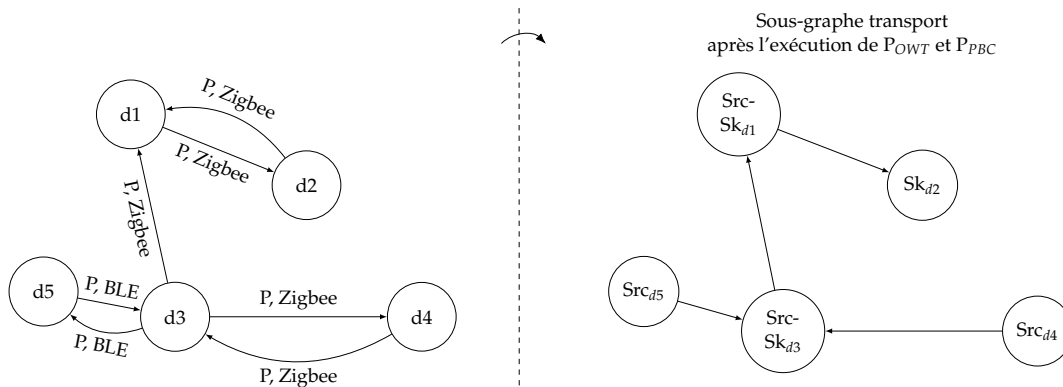 Sous-graphe transport
après l'exécution de P_OWT et P_PBC
P, Zigbee
d1
P, Zigbee
d2
P, Zigbee
d5
P, BLE
d3
P, BLE
P, Zigbee
d4
P, Zigbee
Src-
Sk_d1
Sk_d2
Src_d5
Src-
Sk_d3
Src_d4